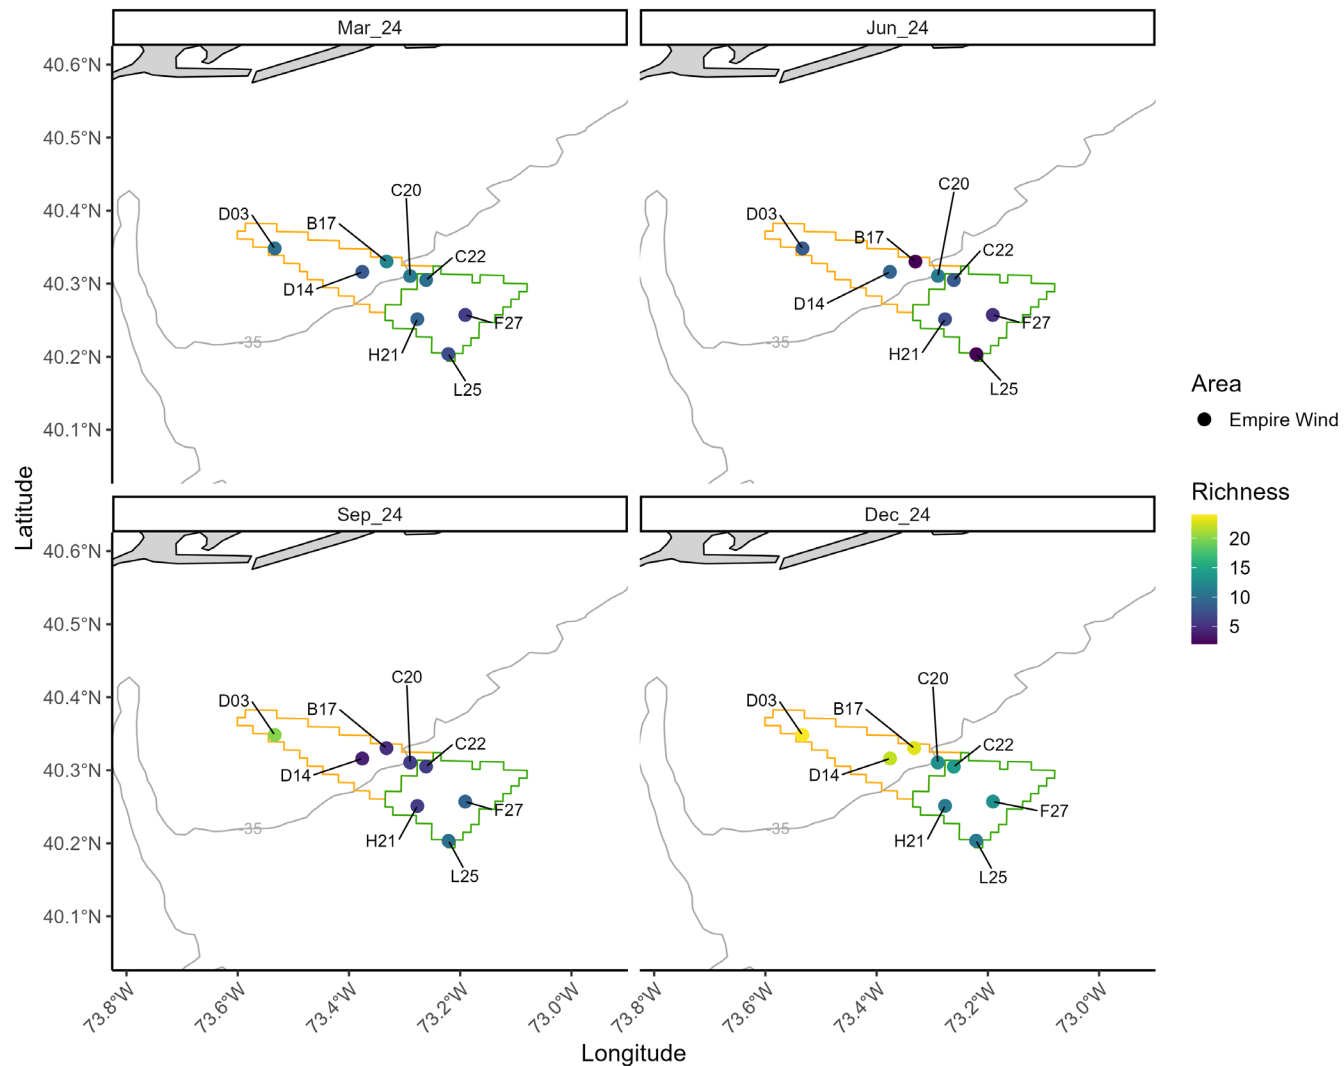 Mar_24
Jun_24
40.6°N
40.5°N
40.4°N
40.3°N
40.2°N
40.1°N
D03
B17
C20
C22
D14
F27
H21
L25
35
D03
B17
C20
C22
D14
F27
H21
L25
35
Latitude
Sep_24
Dec_24
40.6°N
40.5°N
40.4°N
40.3°N
40.2°N
40.1°N
D03
B17
C20
C22
D14
F27
H21
L25
35
D03
B17
C20
C22
D14
F27
H21
L25
35
73.8°W
73.6°W
73.4°W
73.2°W
73.0°W
73.8°W
73.6°W
73.4°W
73.2°W
73.0°W
Longitude
Area
Empire Wind
Richness
20
15
10
5